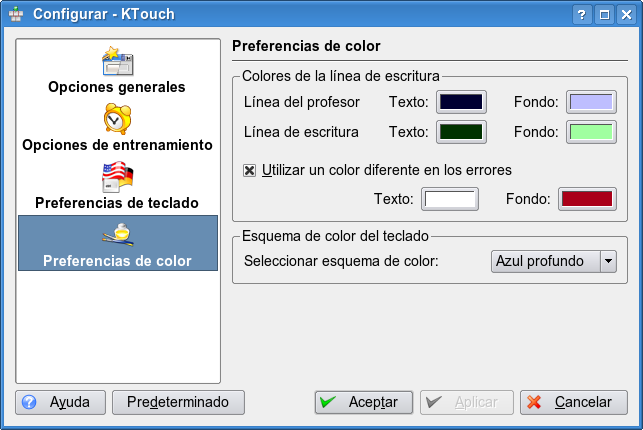 Configurar - KTouch
Opciones generales
Opciones de entrenamiento
Preferencias de teclado
Preferencias de color
Preferencias de color
Colores de la línea de escritura
Línea del profesor Texto: Fondo:
Línea de escritura Texto: Fondo:
Utilizar un color diferente en los errores
Texto: Fondo:
Esquema de color del teclado
Seleccionar esquema de color: Azul profundo
Ayuda Predeterminado Aceptar Aplicar Cancelar